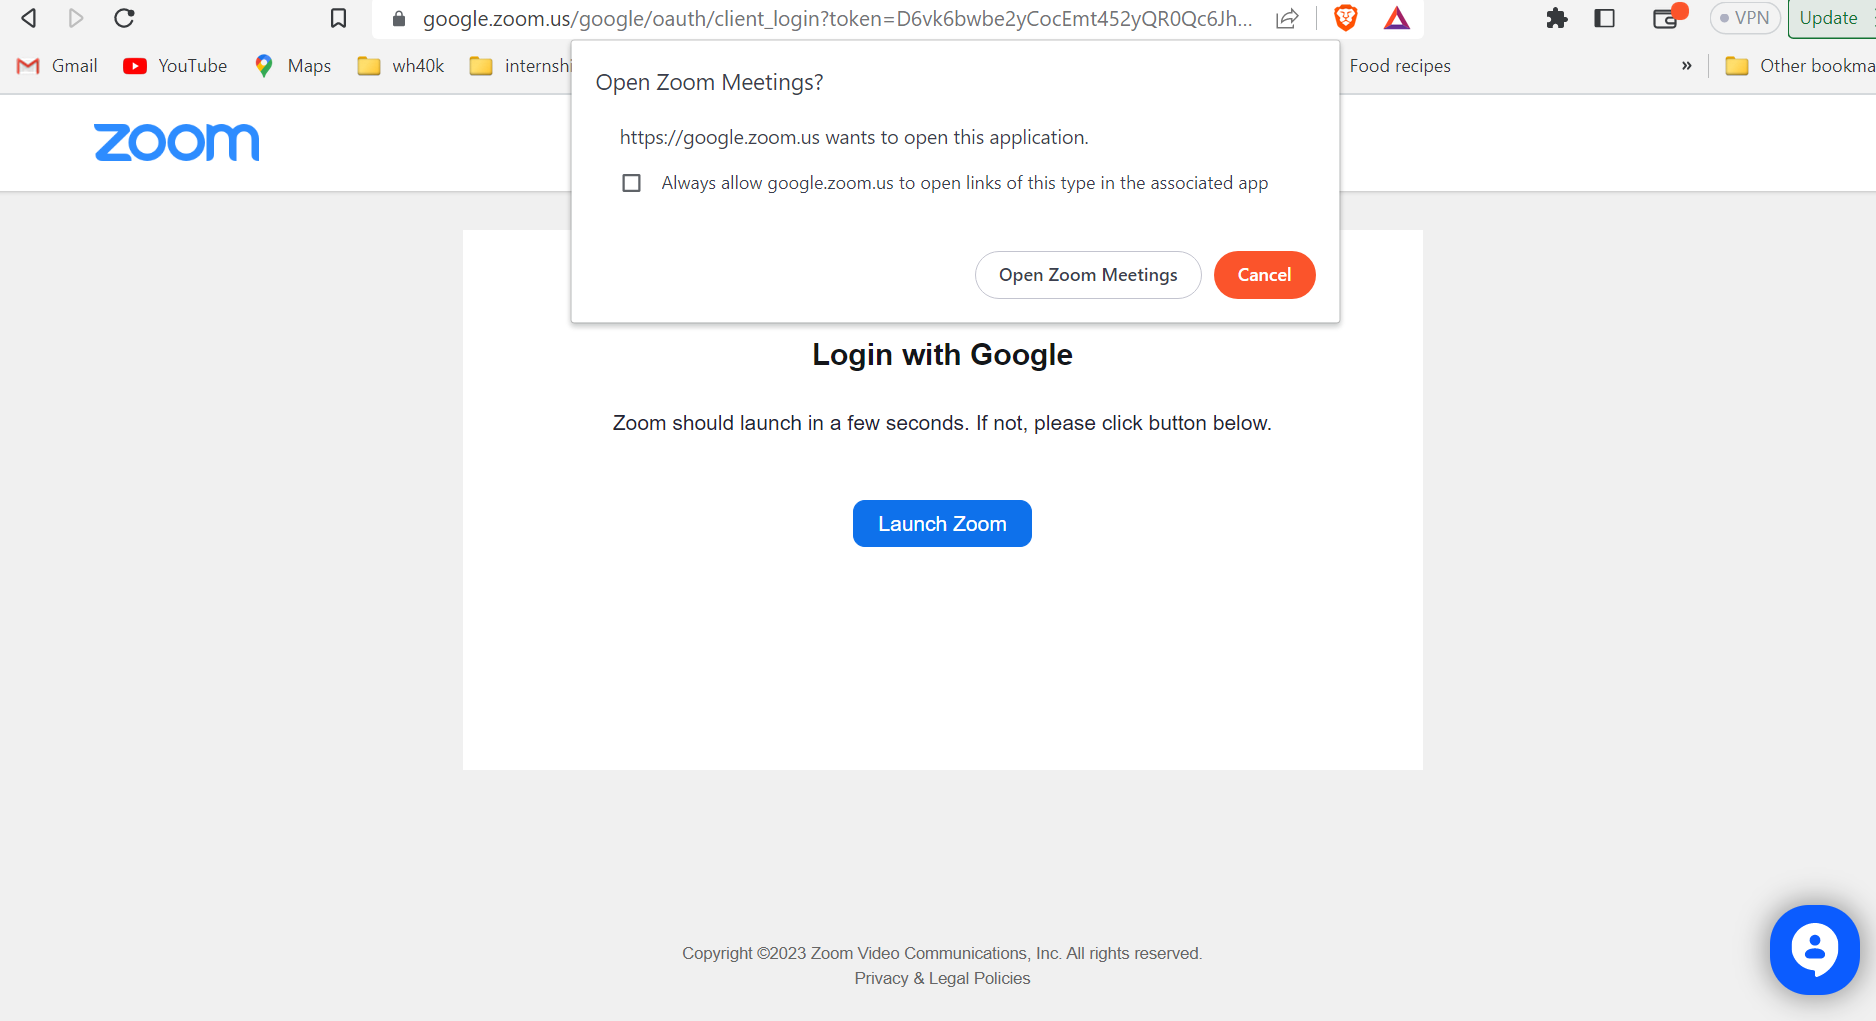 google.zoom.us/google/oauth/client_login?token=D6vk6bwbe2yCocEmt452yQR0Qc6Jh...
VPN
Update
Gmail
YouTube
Maps
wh40k
internshi
Food recipes
»
Other bookma
zoom
Open Zoom Meetings?
https://google.zoom.us wants to open this application.
Always allow google.zoom.us to open links of this type in the associated app
Open Zoom Meetings
Cancel
Login with Google
Zoom should launch in a few seconds. If not, please click button below.
Launch Zoom
Copyright ©2023 Zoom Video Communications, Inc. All rights reserved.
Privacy & Legal Policies